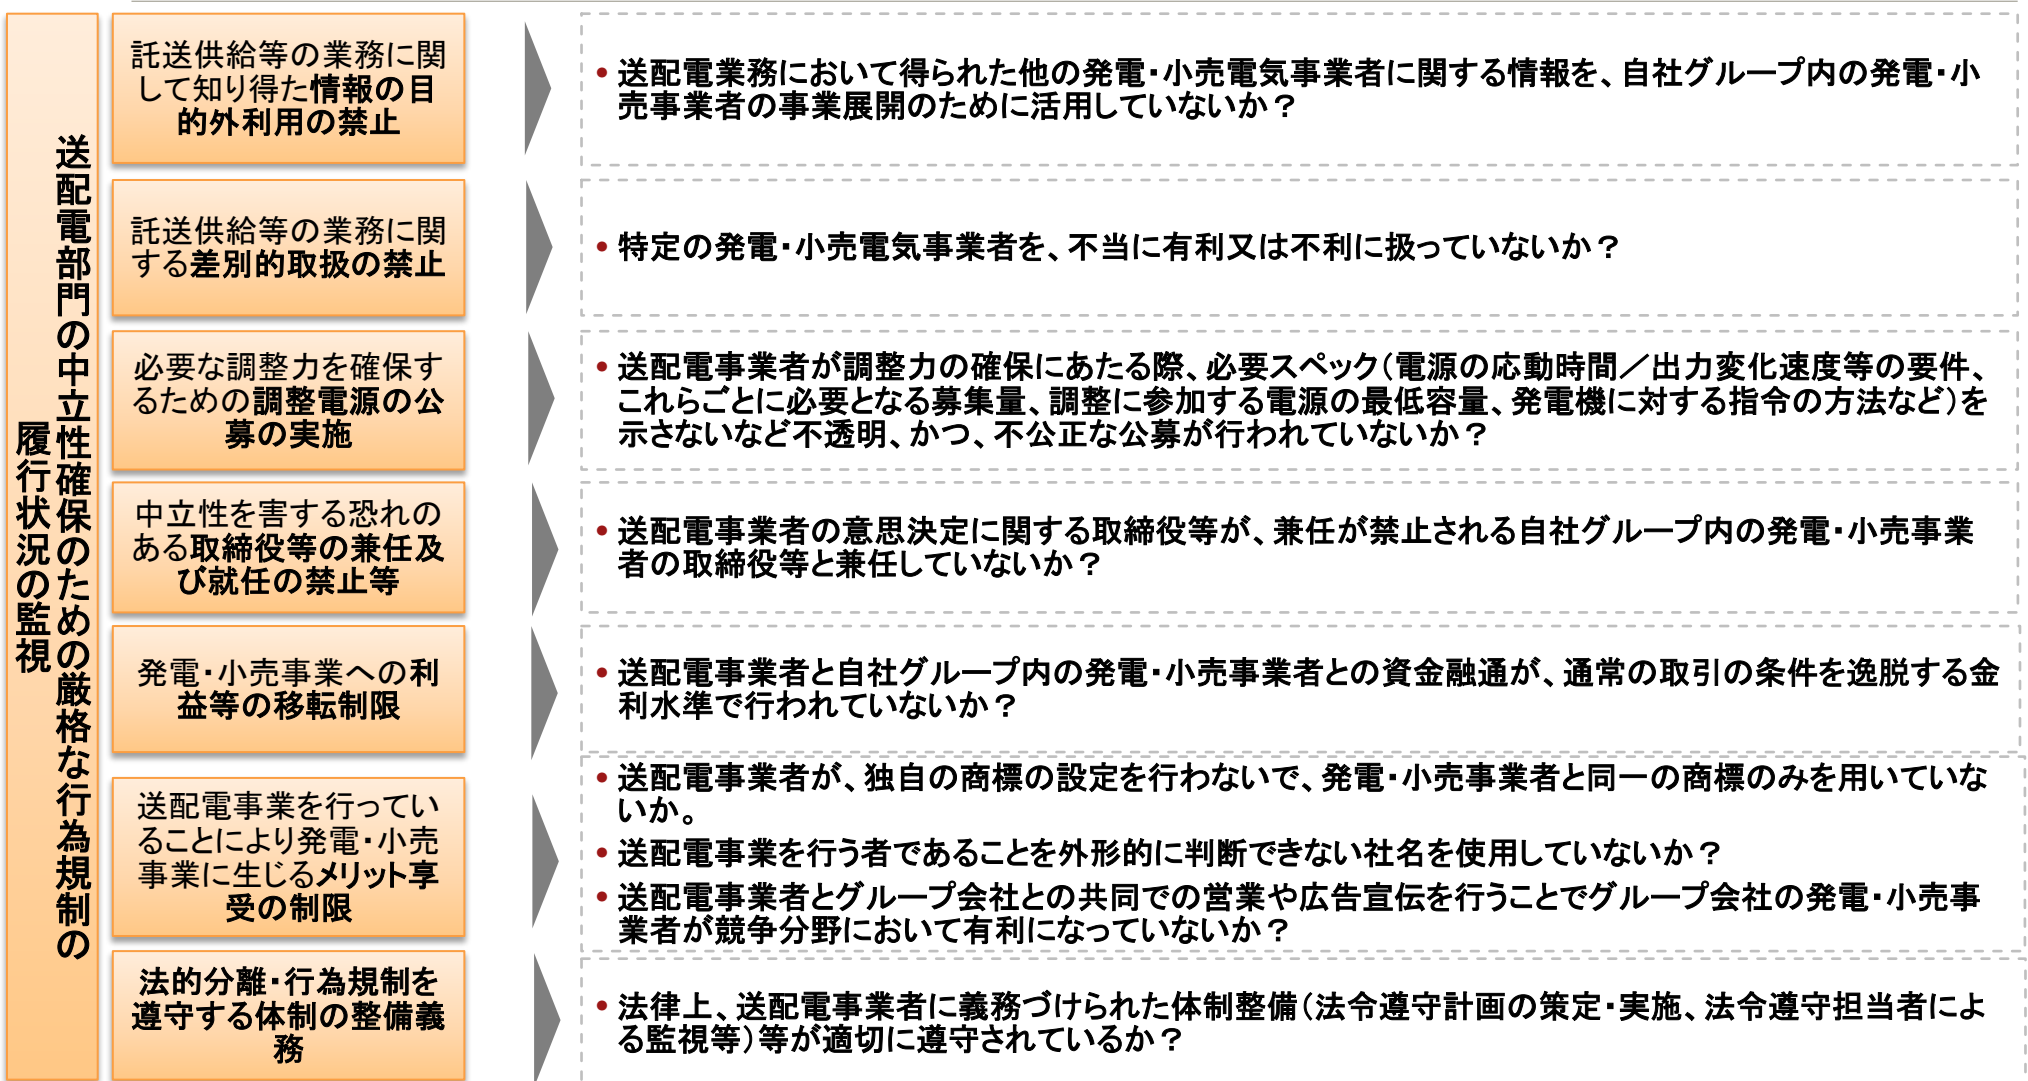 送配電部門の中立性確保のための厳格な行為規制の
履行状況の監視
託送供給等の業務に関
して知り得た情報の目
的外利用の禁止
・送配電業務において得られた他の発電・小売電気事業者に関する情報を、自社グループ内の発電・小
売事業者の事業展開のために活用していないか？
託送供給等の業務に関
する差別的取扱の禁止
・特定の発電・小売電気事業者を、不当に有利又は不利に扱っていないか？
必要な調整力を確保す
るための調整電源の公
募の実施
・送配電事業者が調整力の確保にあたる際、必要スペック（電源の応動時間／出力変化速度等の要件、
これらごとに必要となる募集量、調整に参加する電源の最低容量、発電機に対する指令の方法など）を
示さないなど不透明、かつ、不公正な公募が行われていないか？
中立性を害する恐れの
ある取締役等の兼任及
び就任の禁止等
・送配電事業者の意思決定に関する取締役等が、兼任が禁止される自社グループ内の発電・小売事業
者の取締役等と兼任していないか？
発電・小売事業への利
益等の移転制限
・送配電事業者と自社グループ内の発電・小売事業者との資金融通が、通常の取引の条件を逸脱する金
利水準で行われていないか？
送配電事業を行ってい
ることにより発電・小売
事業に生じるメリット享
受の制限
・送配電事業者が、独自の商標の設定を行わないで、発電・小売事業者と同一の商標のみを用いていな
いか。
・送配電事業を行う者であることを外形的に判断できない社名を使用していないか？
・送配電事業者とグループ会社との共同での営業や広告宣伝を行うことでグループ会社の発電・小売事
業者が競争分野において有利になっていないか？
法的分離・行為規制を
遵守する体制の整備義
務
・法律上、送配電事業者に義務づけられた体制整備（法令遵守計画の策定・実施、法令遵守担当者によ
る監視等）等が適切に遵守されているか？